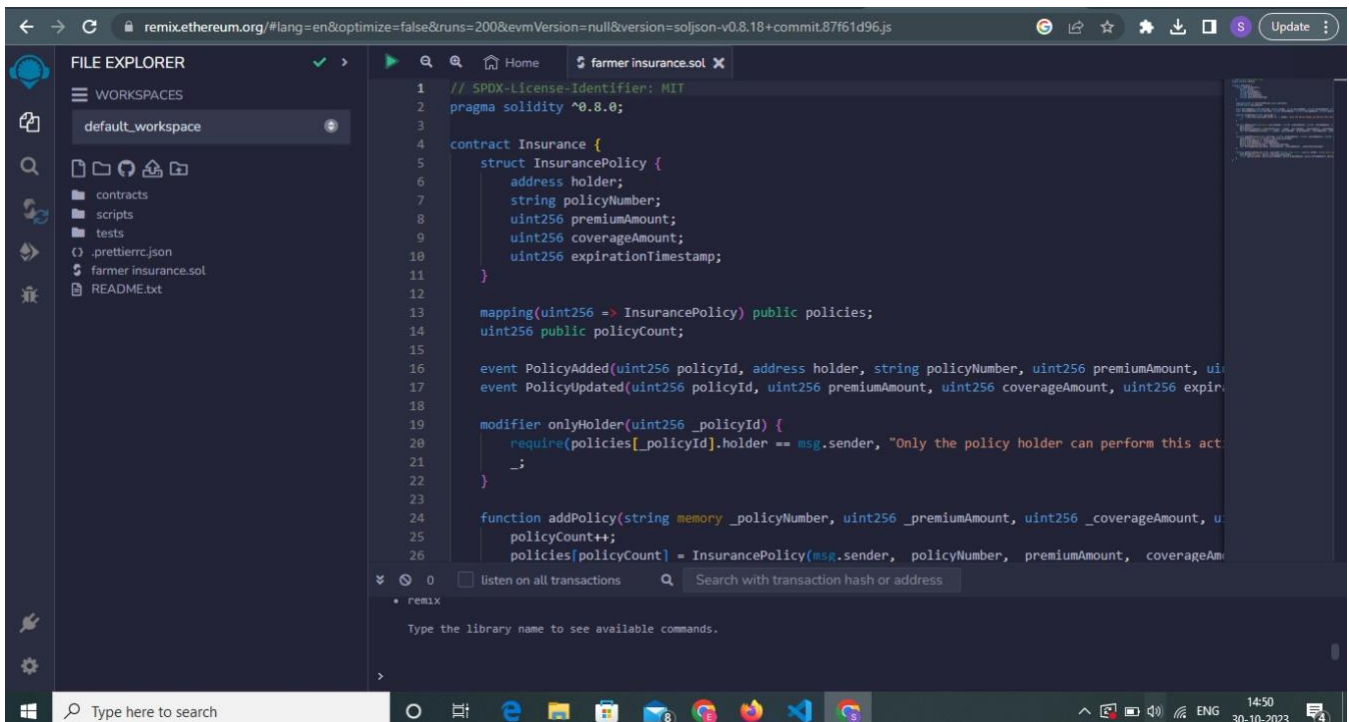 remix.ethereum.org/#lang=en&optimize=false&runs=200&evmVersion=null&version=soljson-v0.8.18+commit.87f61d96.js
S
Update
FILE EXPLORER
WORKSPACES
default_workspace
contracts
scripts
tests
.prettierrc.json
farmer insurance.sol
README.txt
Home
farmer insurance.sol
1 // SPDX-License-Identifier: MIT
2 pragma solidity ^0.8.0;
3
4 contract Insurance {
5 struct InsurancePolicy {
6 address holder;
7 string policyNumber;
8 uint256 premiumAmount;
9 uint256 coverageAmount;
10 uint256 expirationTimestamp;
11 }
12
13 mapping(uint256 => InsurancePolicy) public policies;
14 uint256 public policyCount;
15
16 event PolicyAdded(uint256 policyId, address holder, string policyNumber, uint256 premiumAmount, ui
17 event PolicyUpdated(uint256 policyId, uint256 premiumAmount, uint256 coverageAmount, uint256 expir
18
19 modifier onlyHolder(uint256 _policyId) {
20 require(policies[_policyId].holder == msg.sender, "Only the policy holder can perform this act
21 _;
22 }
23
24 function addPolicy(string memory _policyNumber, uint256 _premiumAmount, uint256 _coverageAmount, u
25 policyCount++;
26 policies[policyCount] = InsurancePolicy(msg.sender, policyNumber, premiumAmount, coverageAm
0
listen on all transactions
Search with transaction hash or address
• remix
Type the library name to see available commands.
>
Type here to search
8
ENG
14:50
30-10-2023
4